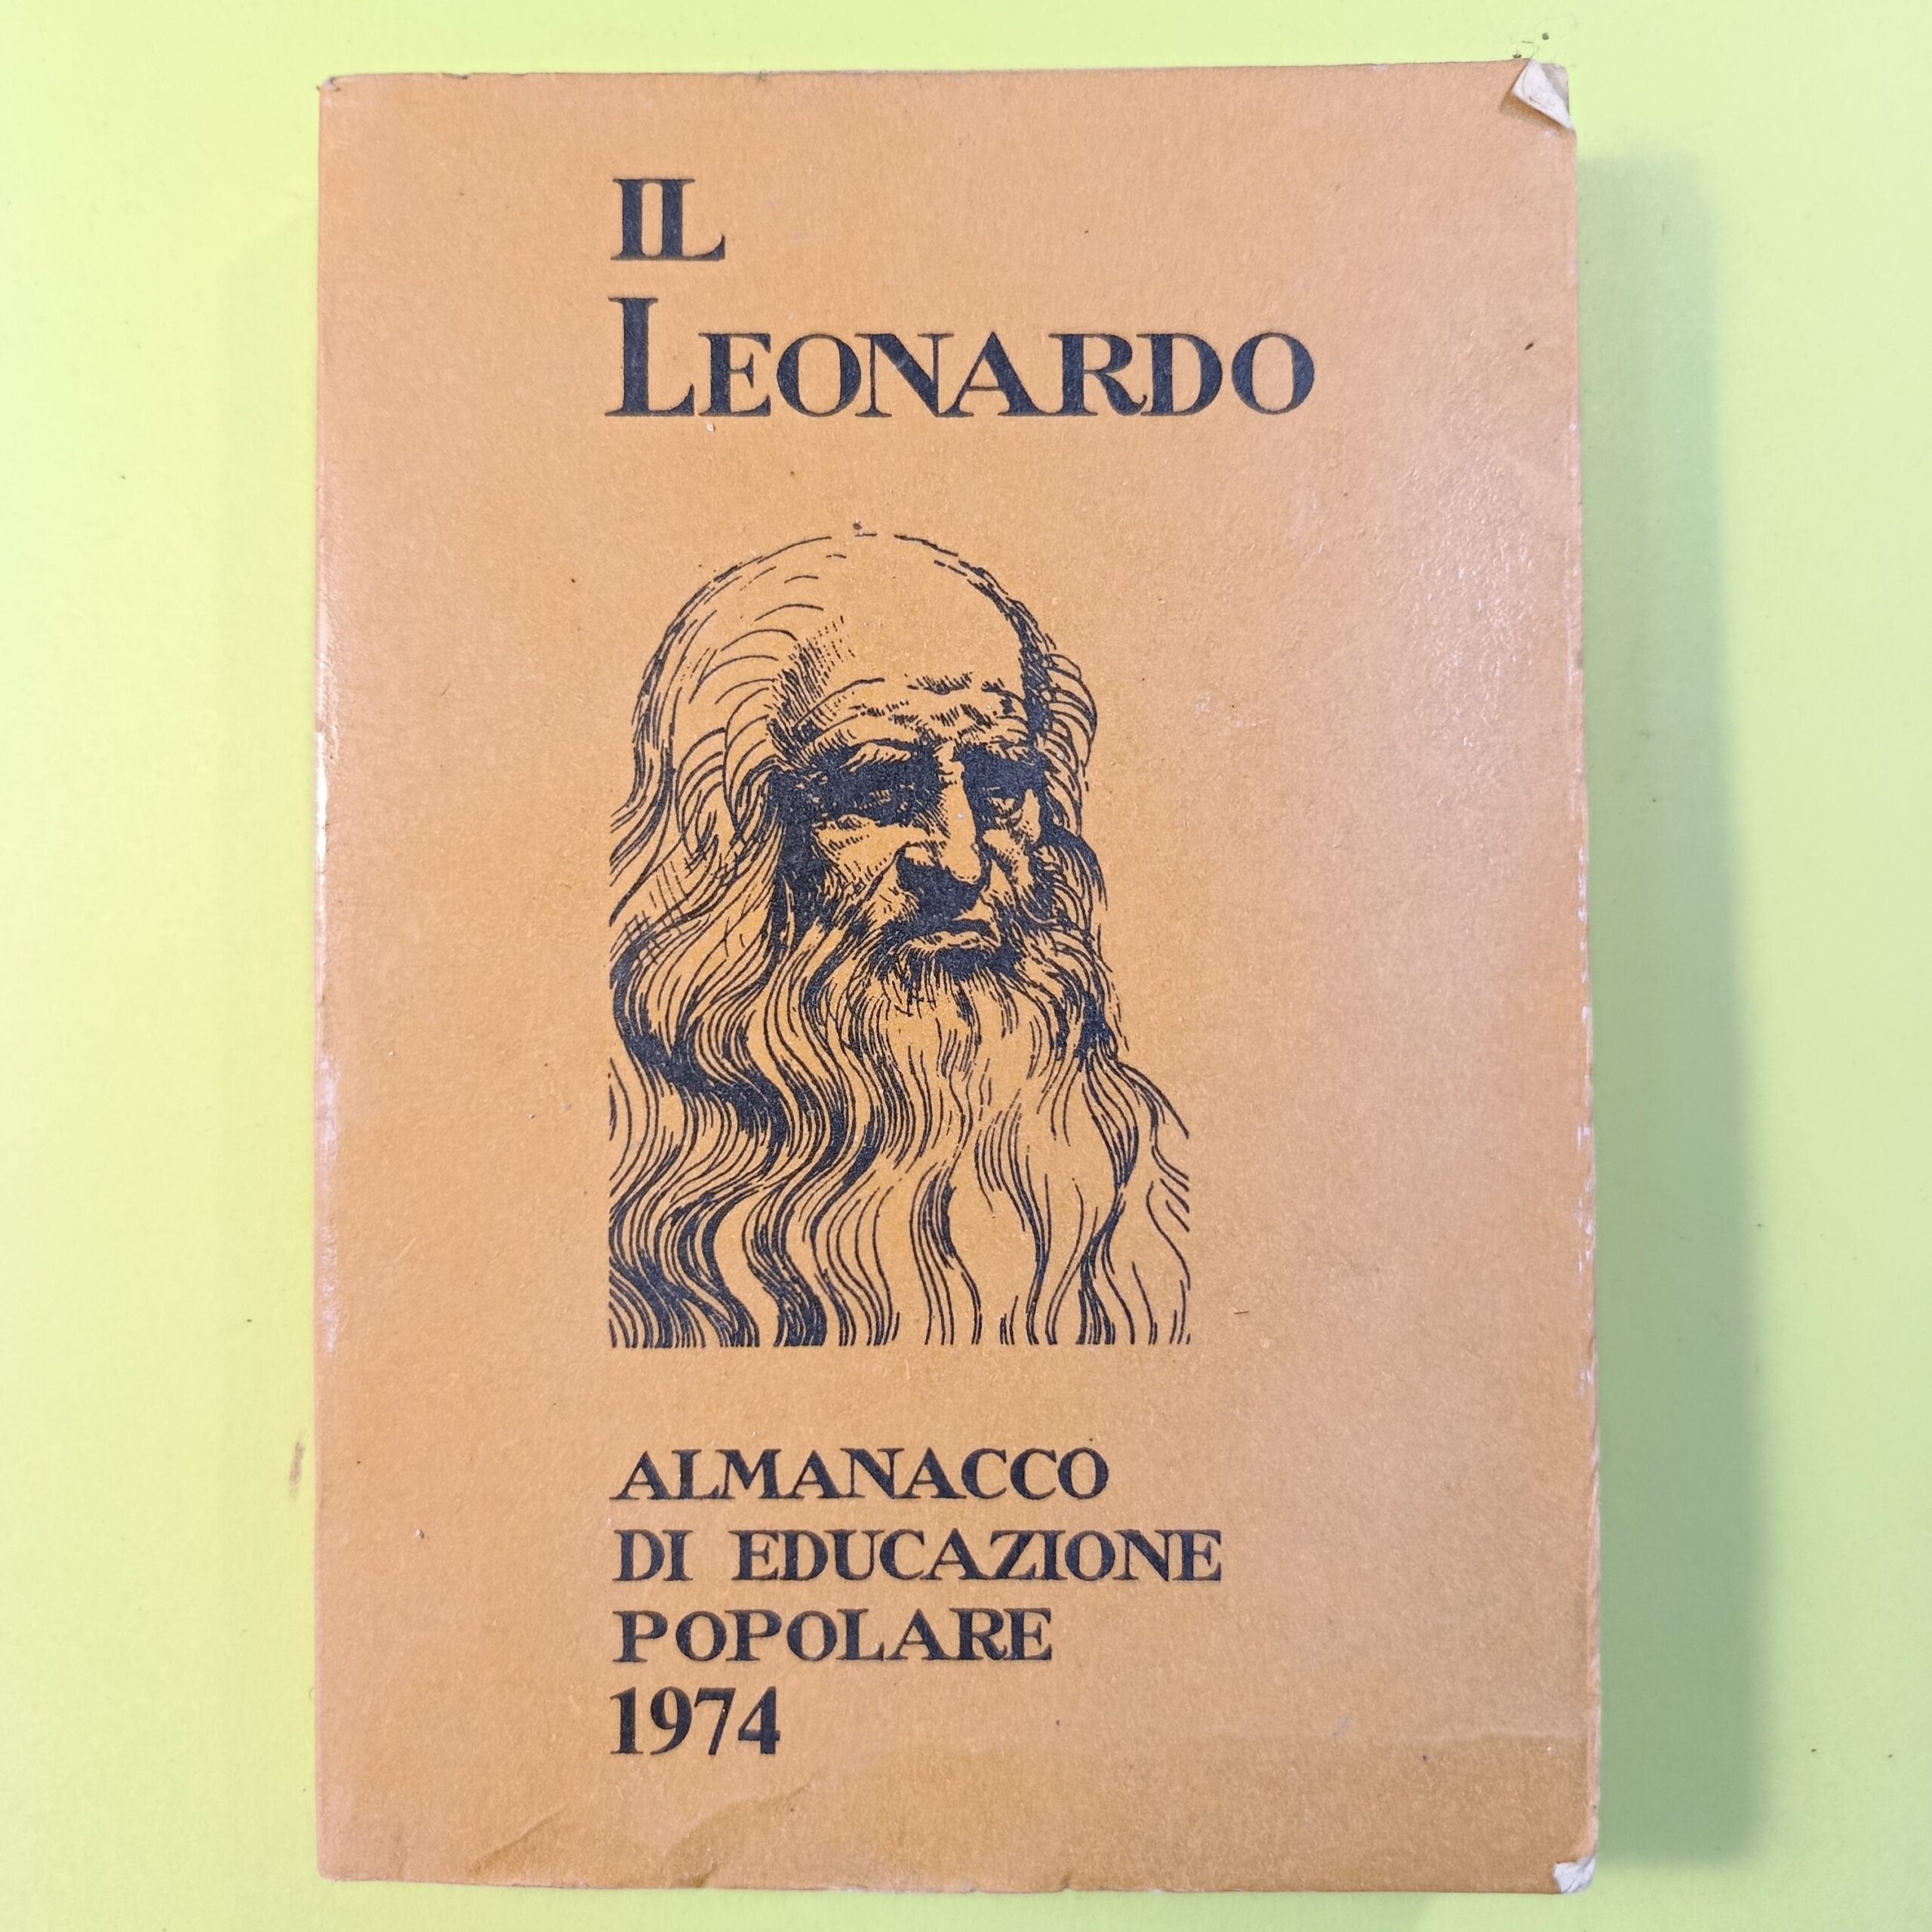 IL
LEONARDO
ALMANACCO
DI EDUCAZIONE
POPOLARE
1974